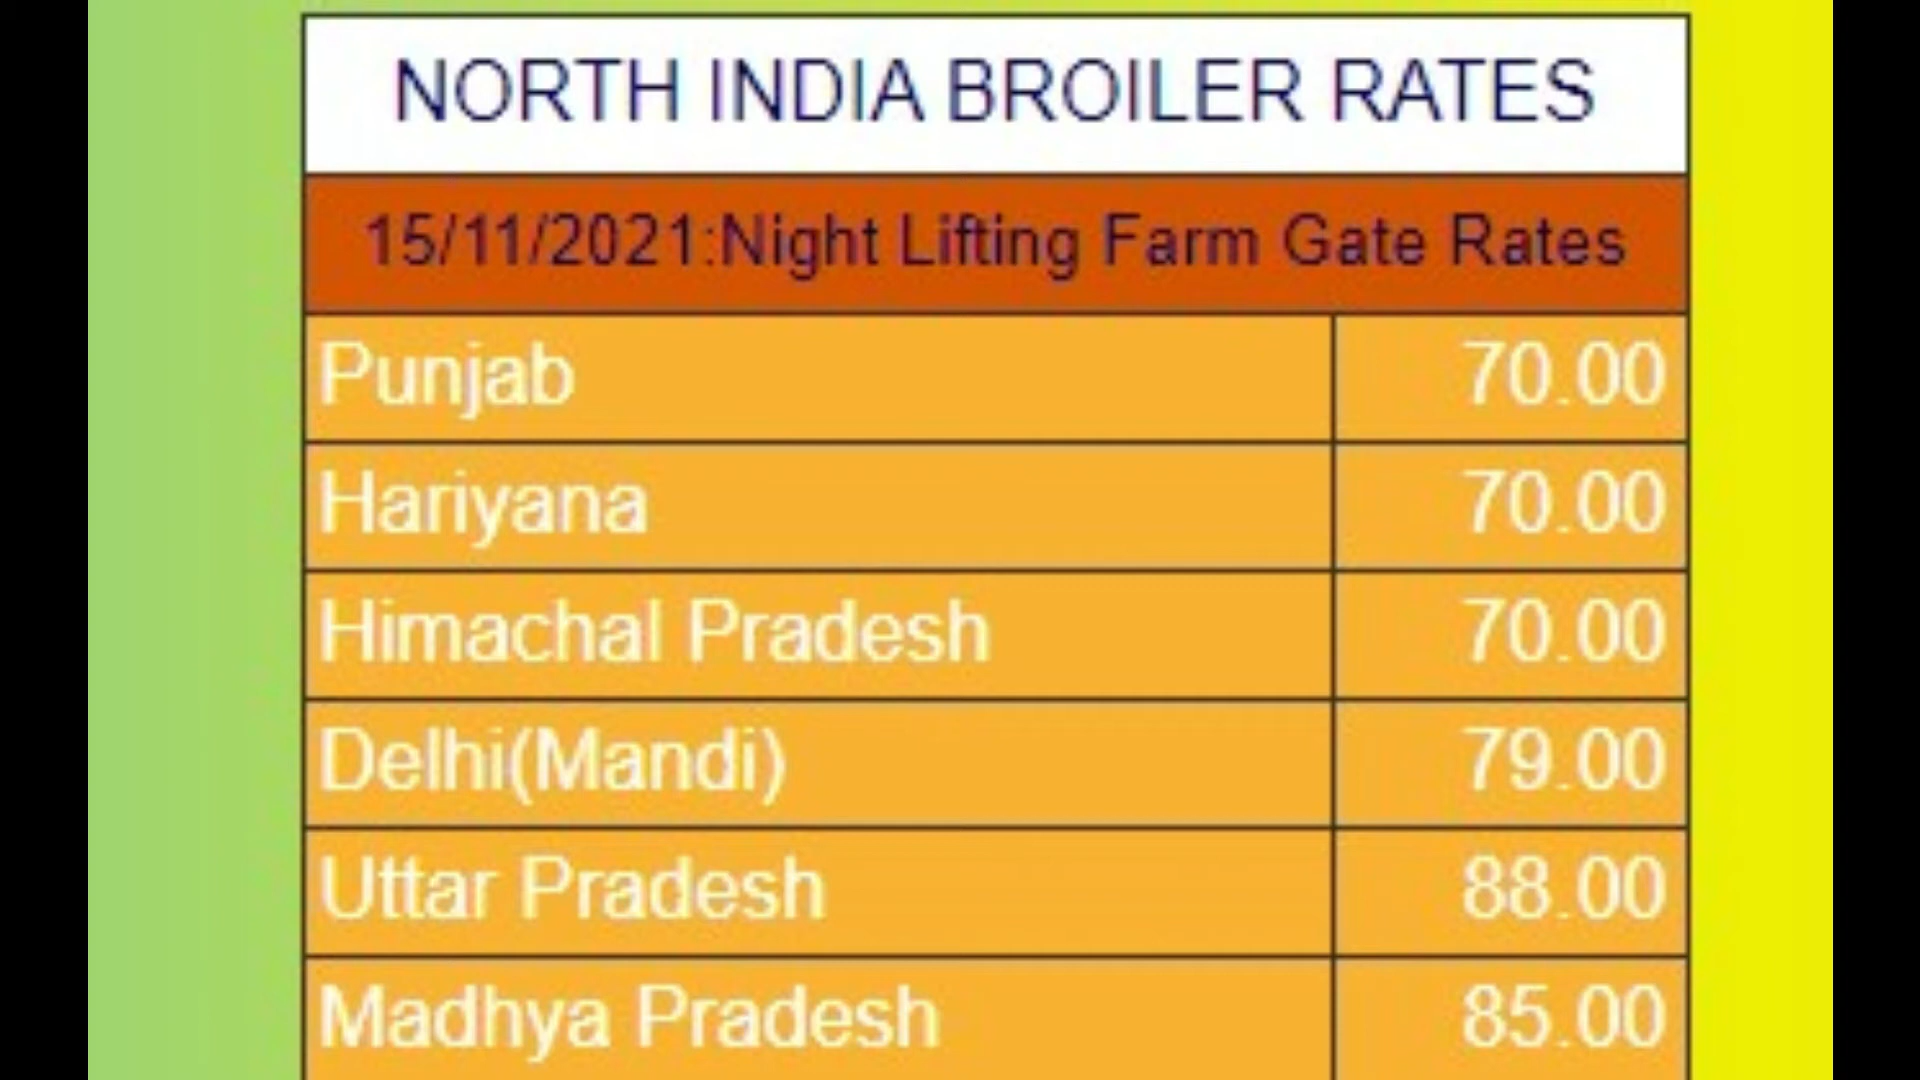 NORTH INDIA BROILER RATES
15/11/2021:Night Lifting Farm Gate Rates
Punjab 70.00
Hariyana 70.00
Himachal Pradesh 70.00
Delhi(Mandi) 79.00
Uttar Pradesh 88.00
Madhya Pradesh 85.00